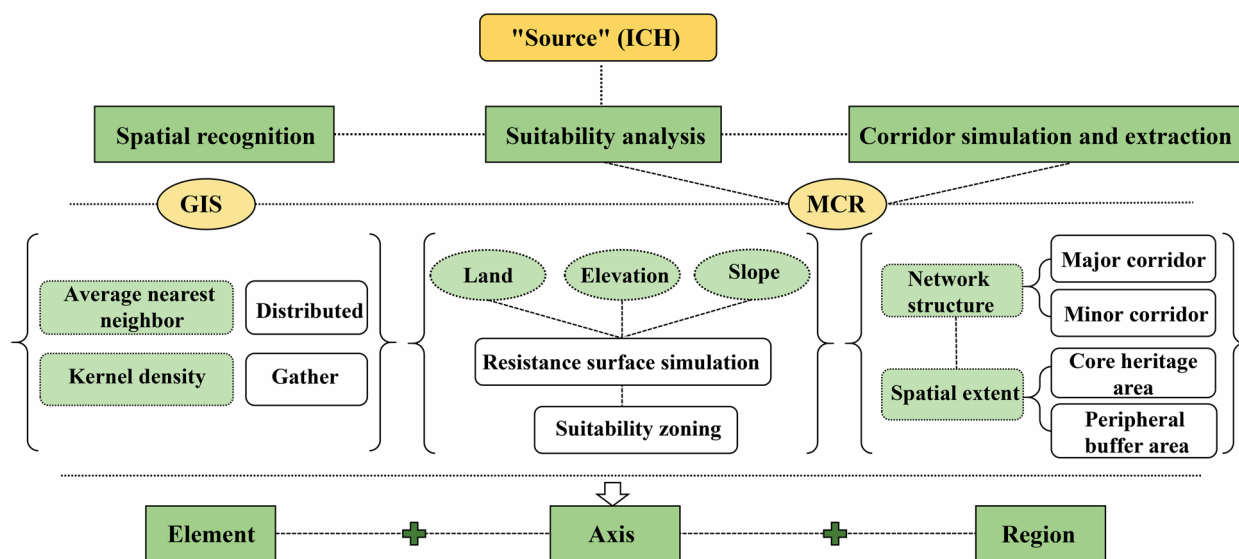 "Source" (ICH)
Spatial recognition
Suitability analysis
Corridor simulation and extraction
GIS
MCR
Average nearest
neighbor
Distributed
Kernel density
Gather
Land
Elevation
Slope
Resistance surface simulation
Suitability zoning
Network
structure
Major corridor
Minor corridor
Spatial extent
Core heritage
area
Peripheral
buffer area
Element
Axis
Region